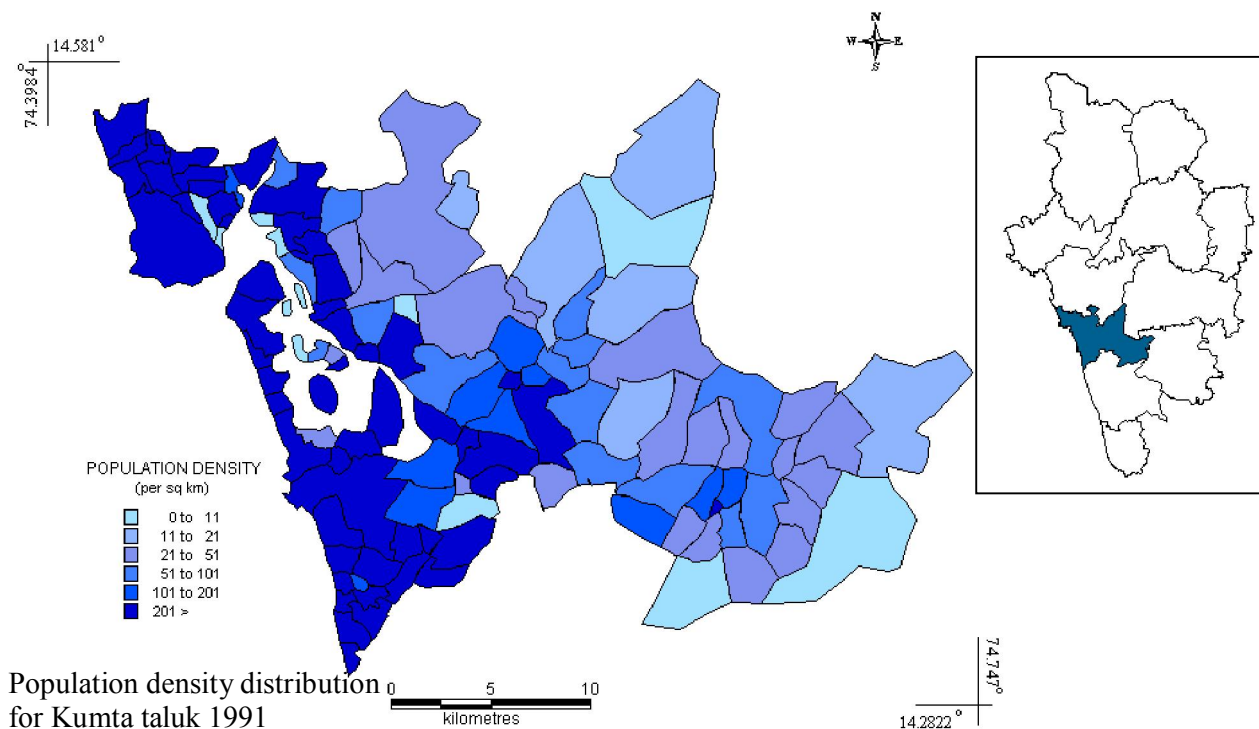 14.581 º
74.3984 º
N
W E
S
POPULATION DENSITY
(per sq km)
0 to 11
11 to 21
21 to 51
51 to 101
101 to 201
201 >
Population density distribution
for Kumta taluk 1991
0 5 10
kilometres
74.747 º
14.2822 º